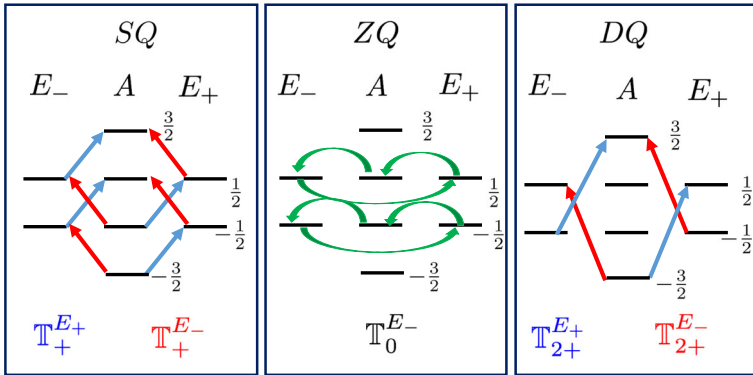 SQ
E₋ A E₊
3/2
1/2
-1/2
-3/2
𝕋₊^{E₊} 𝕋₊^{E₋}
ZQ
E₋ A E₊
3/2
1/2
-1/2
-3/2
𝕋₀^{E₋}
DQ
E₋ A E₊
3/2
1/2
-1/2
-3/2
𝕋₂₊^{E₊} 𝕋₂₊^{E₋}